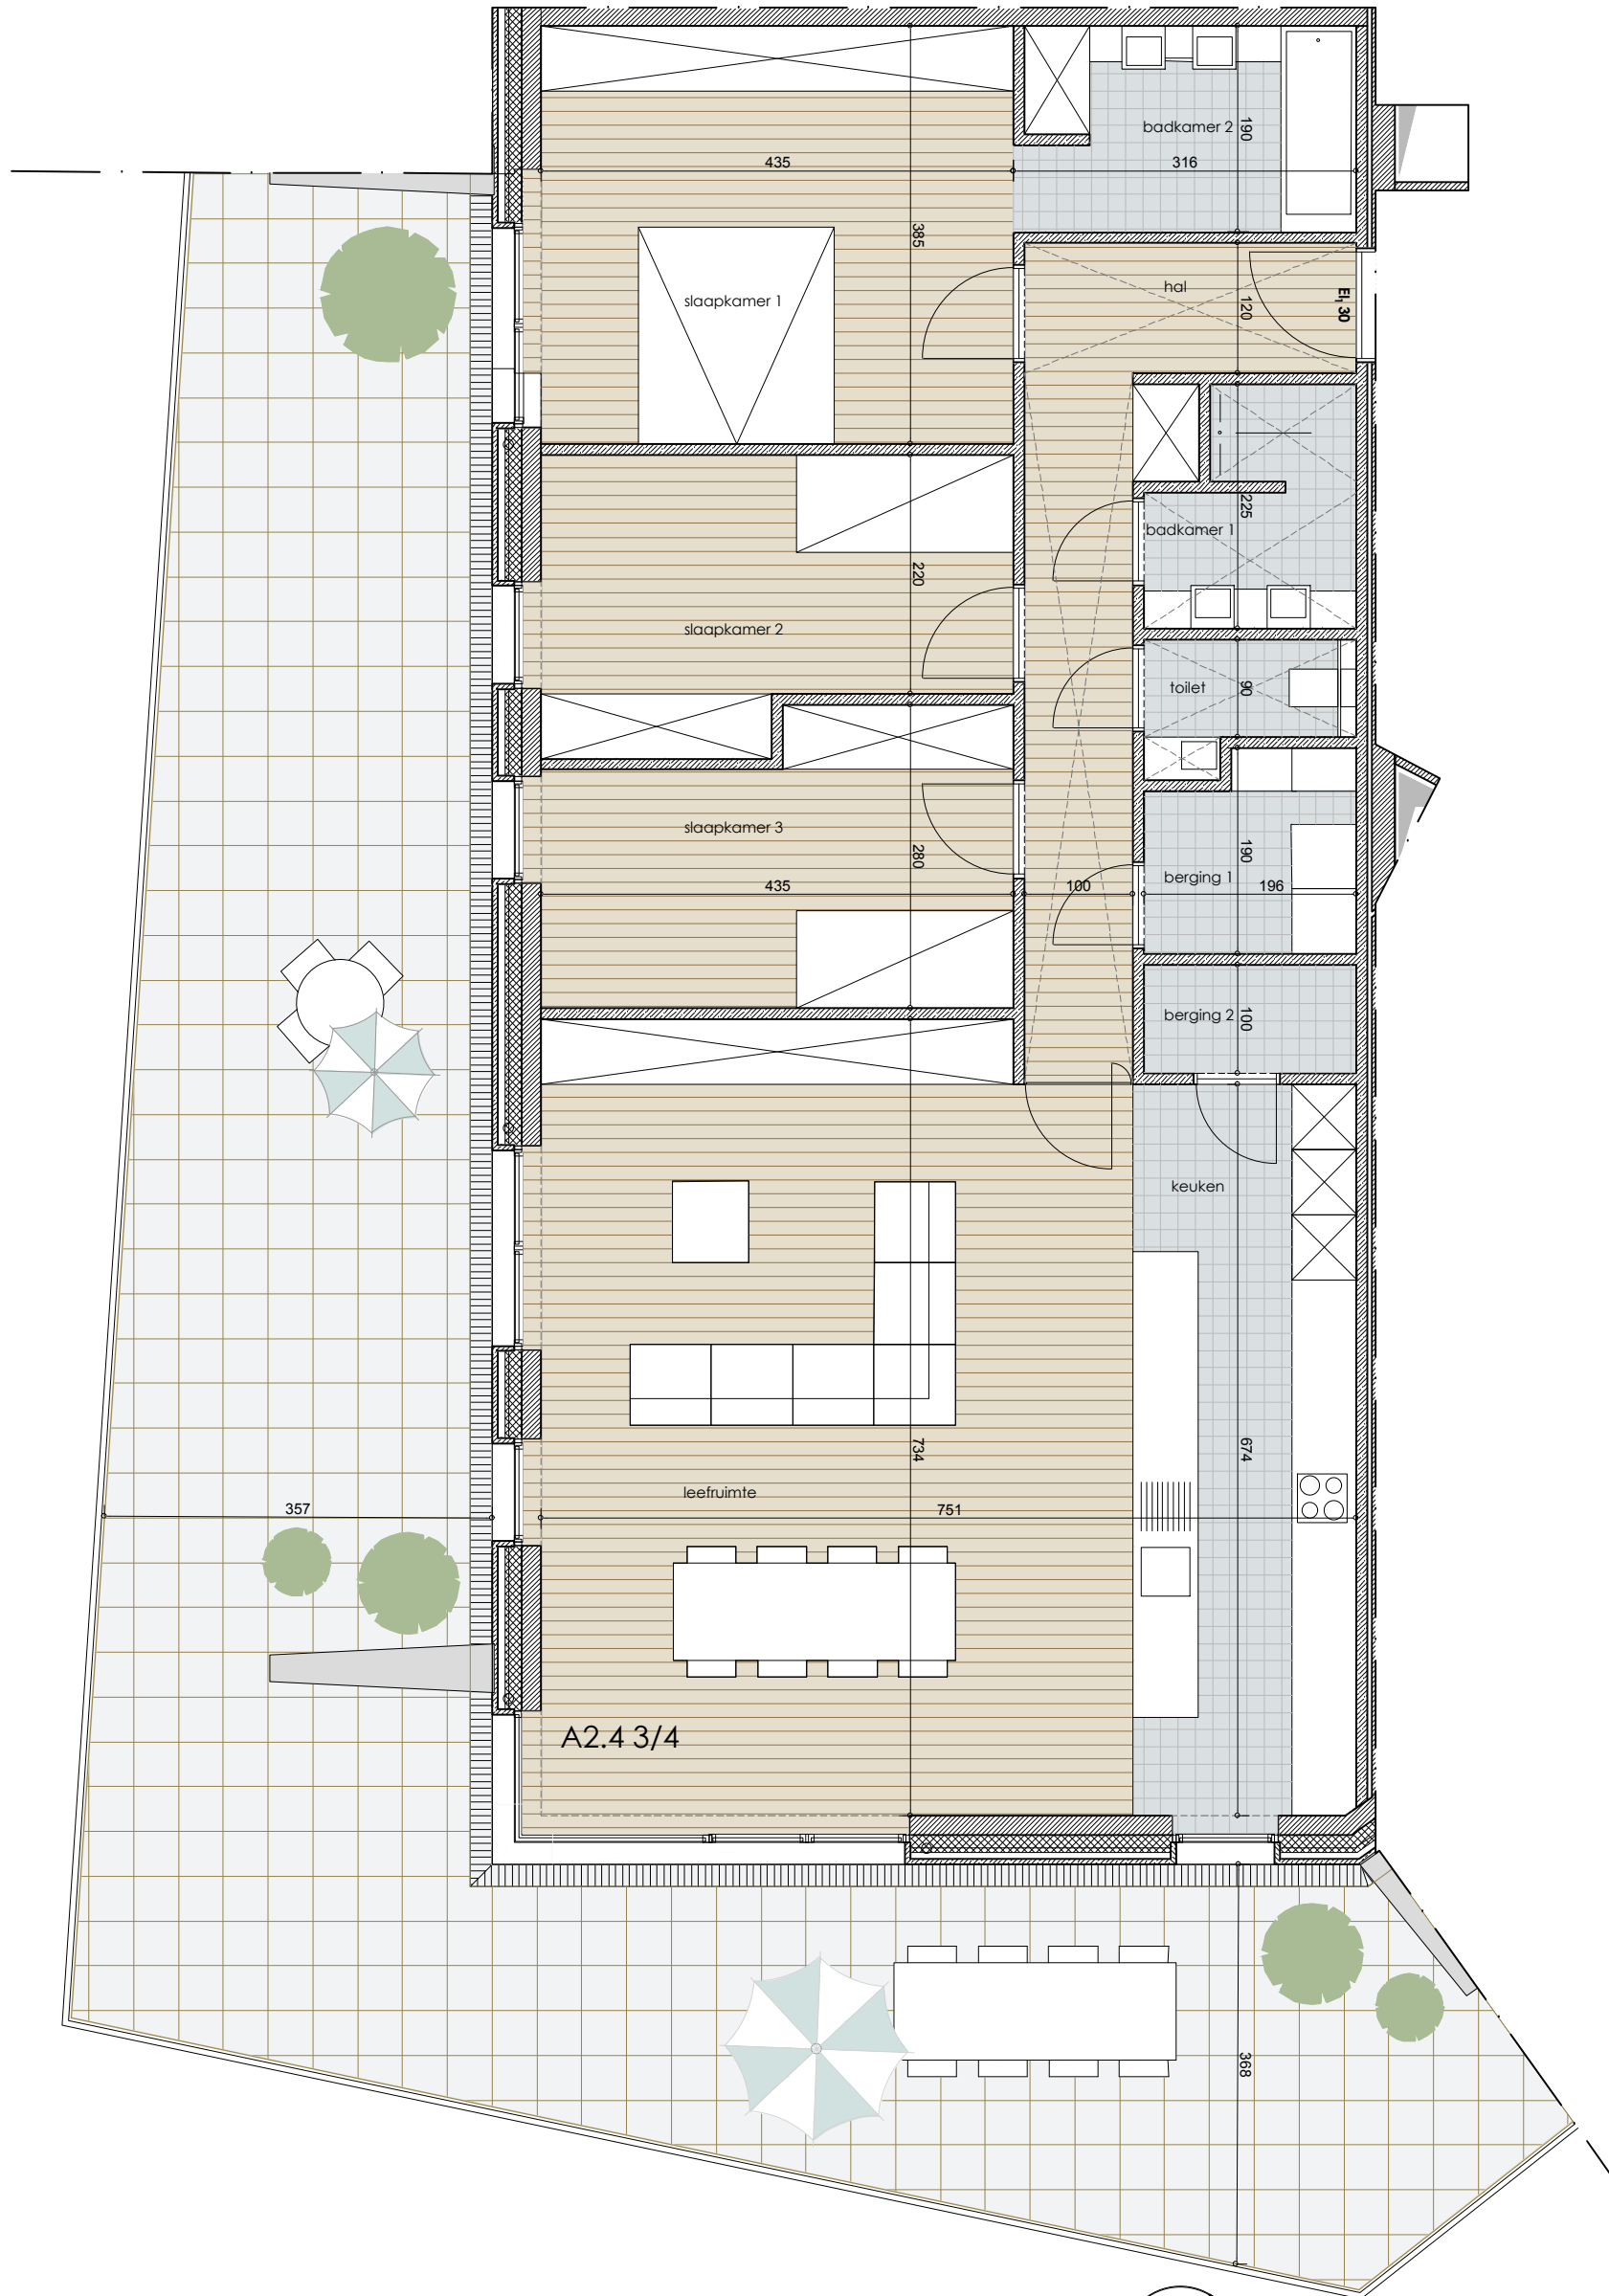 badkamer 2
190
435
316
385
slaapkamer 1
hal
120
EI₁ 30
225
badkamer 1
220
slaapkamer 2
toilet
90
slaapkamer 3
280
190
berging 1
435
100
196
berging 2
100
keuken
734
674
leefruimte
357
751
A2.4 3/4
368